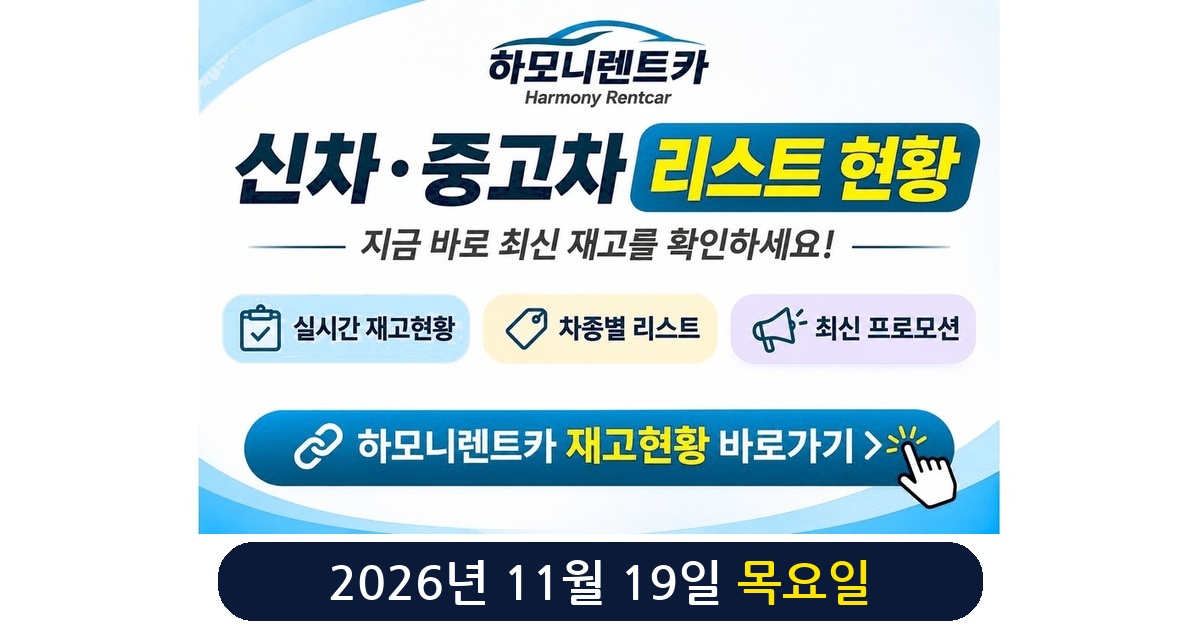 하모니렌트카
Harmony Rentcar
신차·중고차 리스트 현황
지금 바로 최신 재고를 확인하세요!
실시간 재고현황 차종별 리스트 최신 프로모션
하모니렌트카 재고현황 바로가기 >
2026년 11월 19일 목요일